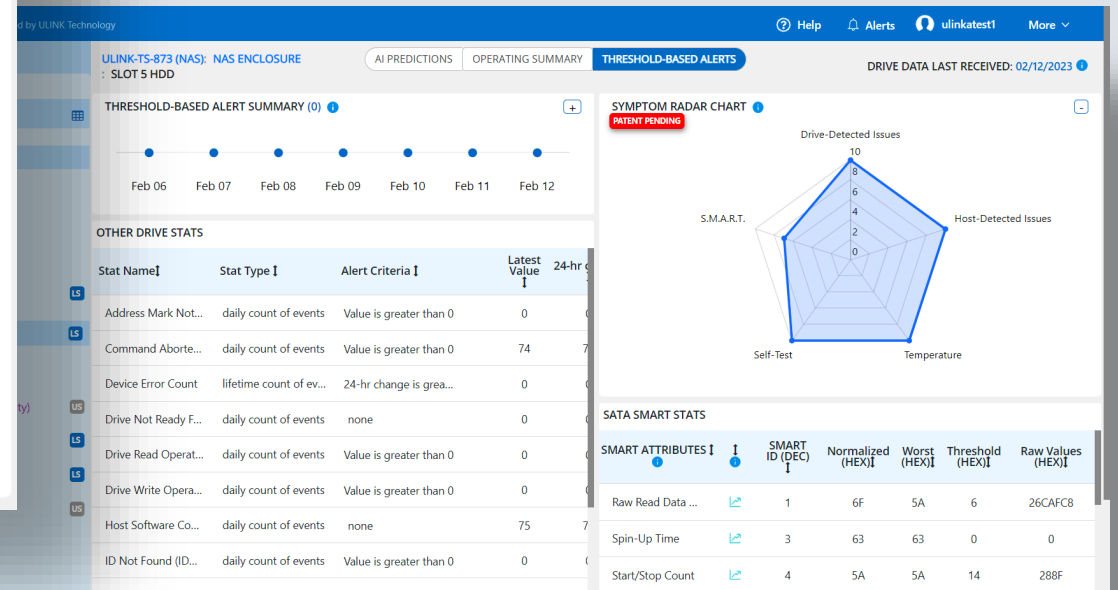 d by ULINK Technology
Help
Alerts
ulinkatest1
More
ULINK-TS-873 (NAS): NAS ENCLOSURE
: SLOT 5 HDD
AI PREDICTIONS
OPERATING SUMMARY
THRESHOLD-BASED ALERTS
DRIVE DATA LAST RECEIVED: 02/12/2023
THRESHOLD-BASED ALERT SUMMARY (0)
+
Feb 06 Feb 07 Feb 08 Feb 09 Feb 10 Feb 11 Feb 12
SYMPTOM RADAR CHART
-
PATENT PENDING
Drive-Detected Issues
10
8
6
4
2
0
S.M.A.R.T.
Host-Detected Issues
Self-Test
Temperature
OTHER DRIVE STATS
Stat Name Stat Type Alert Criteria Latest Value 24-hr
Address Mark Not... daily count of events Value is greater than 0 0
Command Aborte... daily count of events Value is greater than 0 74 7
Device Error Count lifetime count of ev... 24-hr change is grea... 0
Drive Not Ready F... daily count of events none 0
Drive Read Operat... daily count of events Value is greater than 0 0
Drive Write Opera... daily count of events Value is greater than 0 0
Host Software Co... daily count of events none 75 7
ID Not Found (ID... daily count of events Value is greater than 0 0
LS
LS
ty)
US
LS
LS
US
SATA SMART STATS
SMART ATTRIBUTES SMART ID (DEC) Normalized (HEX) Worst (HEX) Threshold (HEX) Raw Values (HEX)
Raw Read Data ... 1 6F 5A 6 26CAFC8
Spin-Up Time 3 63 63 0 0
Start/Stop Count 4 5A 5A 14 288F